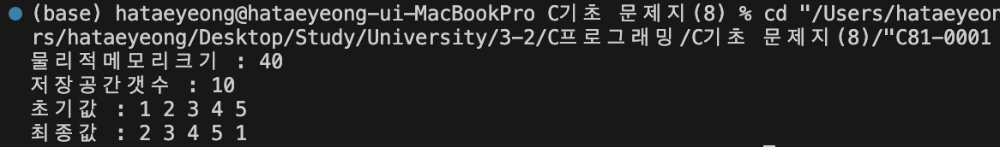 (base) hataeyeong@hataeyeong-ui-MacBookPro C기초 문제지(8) % cd "/Users/hataeyeon
rs/hataeyeong/Desktop/Study/University/3-2/C프로그래밍/C기초 문제지(8)/"C81-0001
물리적메모리크기 : 40
저장공간갯수 : 10
초기값 : 1 2 3 4 5
최종값 : 2 3 4 5 1